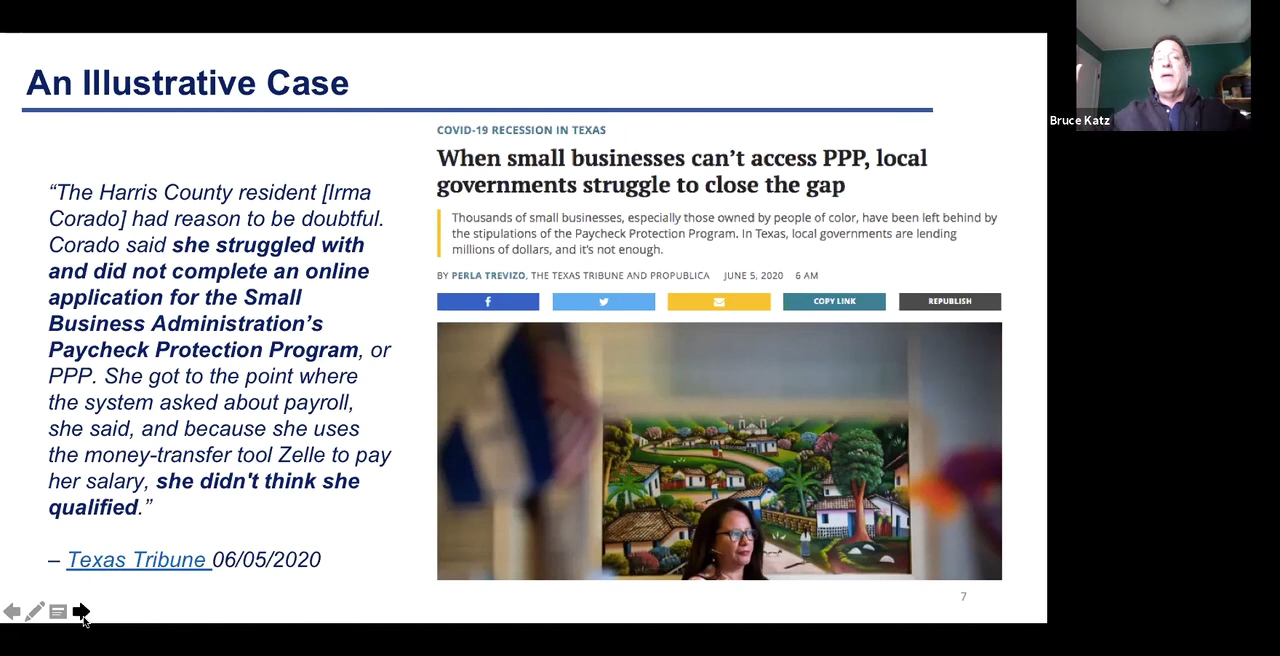 An Illustrative Case
“The Harris County resident [Irma
Corado] had reason to be doubtful.
Corado said she struggled with
and did not complete an online
application for the Small
Business Administration’s
Paycheck Protection Program, or
PPP. She got to the point where
the system asked about payroll,
she said, and because she uses
the money-transfer tool Zelle to pay
her salary, she didn't think she
qualified.”
– Texas Tribune 06/05/2020
COVID-19 RECESSION IN TEXAS
When small businesses can’t access PPP, local
governments struggle to close the gap
Thousands of small businesses, especially those owned by people of color, have been left behind by
the stipulations of the Paycheck Protection Program. In Texas, local governments are lending
millions of dollars, and it’s not enough.
BY PERLA TREVIZO, THE TEXAS TRIBUNE AND PROPUBLICA JUNE 5, 2020 6 AM
COPY LINK
REPUBLISH
7
Bruce Katz